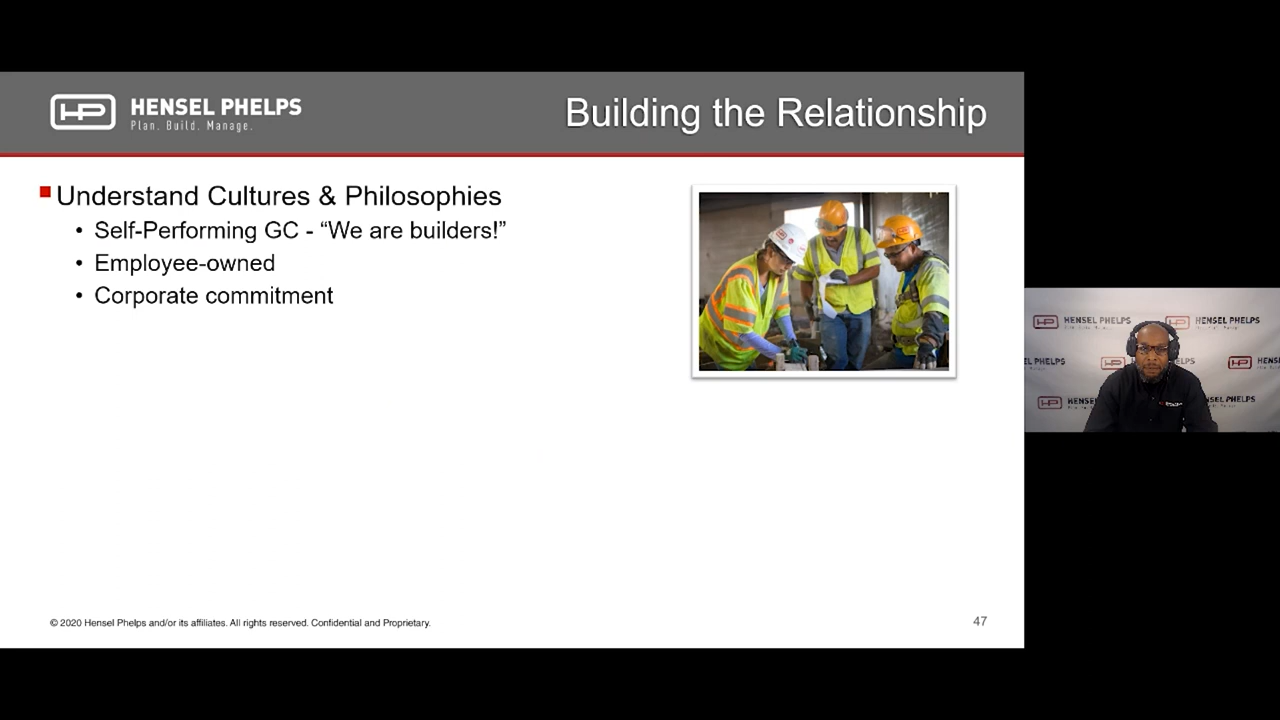 HENSEL PHELPS
Plan. Build. Manage.
Building the Relationship
Understand Cultures & Philosophies
• Self-Performing GC - “We are builders!”
• Employee-owned
• Corporate commitment
© 2020 Hensel Phelps and/or its affiliates. All rights reserved. Confidential and Proprietary.
47
HENSEL PHELPS
HENSEL PHELPS
PHELPS